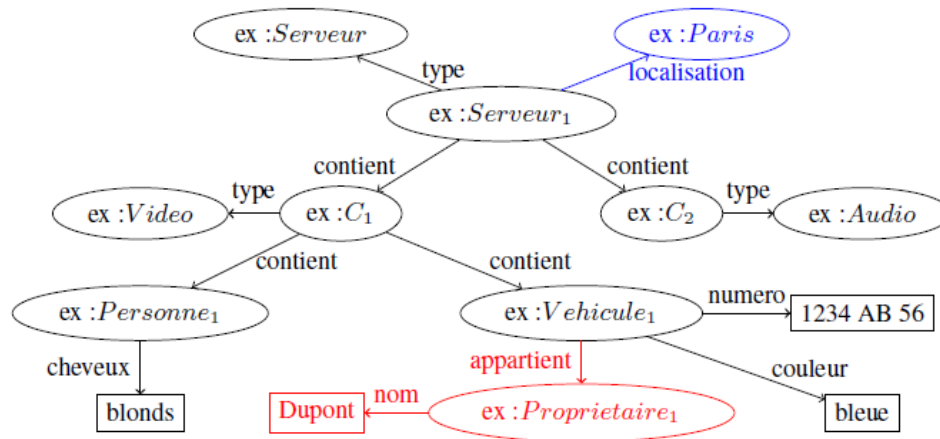 ex :Serveur
ex :Paris
type
localisation
ex :Serveur₁
contient
contient
ex :Video
type
ex :C₁
ex :C₂
type
ex :Audio
contient
contient
ex :Personne₁
ex :Vehicule₁
numero
1234 AB 56
cheveux
appartient
couleur
blonds
Dupont
nom
ex :Proprietaire₁
bleue